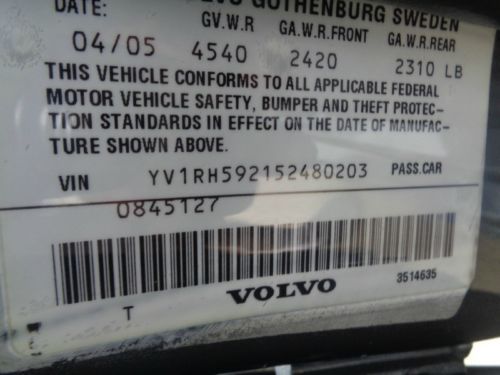 GOTHENBURG SWEDEN
DATE: G.V.W.R GA.W.R.FRONT GA.W.R.REAR
04/05 4540 2420 2310 LB
THIS VEHICLE CONFORMS TO ALL APPLICABLE FEDERAL
MOTOR VEHICLE SAFETY, BUMPER AND THEFT PROTEC-
TION STANDARDS IN EFFECT ON THE DATE OF MANUFAC-
TURE SHOWN ABOVE.
VIN YV1RH592152480203 PASS.CAR
0845127
3514635
T VOLVO